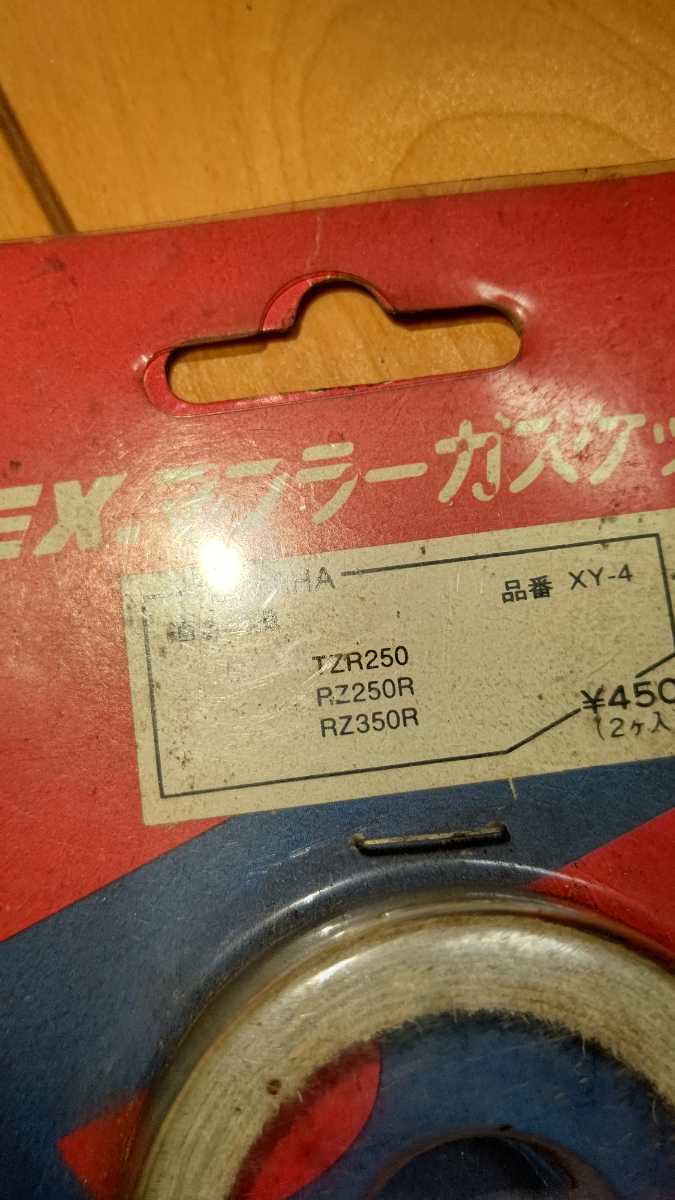 EX.マフラーガスケッ
AHA
品番 XY-4
TZR250
RZ250R
RZ350R
¥450
(2ヶ入